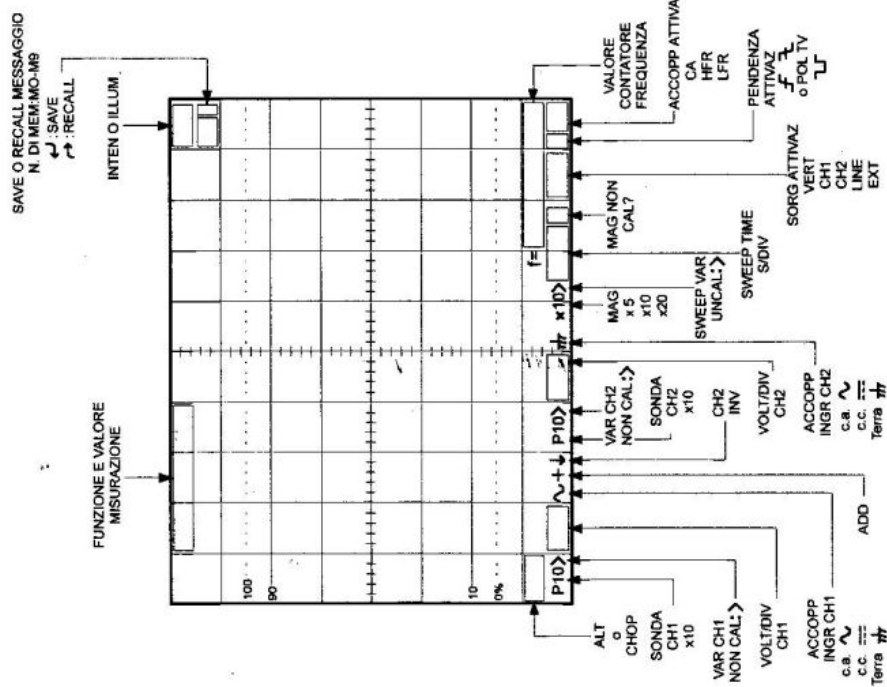 SAVE O RECALL MESSAGGIO
N. DI MEM:MO-M9
:SAVE
:RECALL
INTEN O ILLUM
FUNZIONE E VALORE
MISURAZIONE
100
90
10
0%
f=
P10>
∼
+
↓
P10>
x10>
ALT
o
CHOP
SONDA
CH1
x10
VAR CH1
NON CAL:>
VOLT/DIV
CH1
ACCOPP
INGR CH1
c.a. ∼
c.c.
Terra
ADD
VAR CH2
NON CAL:>
SONDA
CH2
x10
CH2
INV
VOLT/DIV
CH2
ACCOPP
INGR CH2
c.a. ∼
c.c.
Terra
MAG
x 5
x10
x20
SWEEP VAR
UNCAL:>
SWEEP TIME
S/DIV
MAG NON
CAL?
SORG ATTIVAZ
VERT
CH1
CH2
LINE
EXT
PENDENZA
ATTIVAZ
o POL TV
ACCOPP ATTIVA
CA
HFR
LFR
VALORE
CONTATORE
FREQUENZA